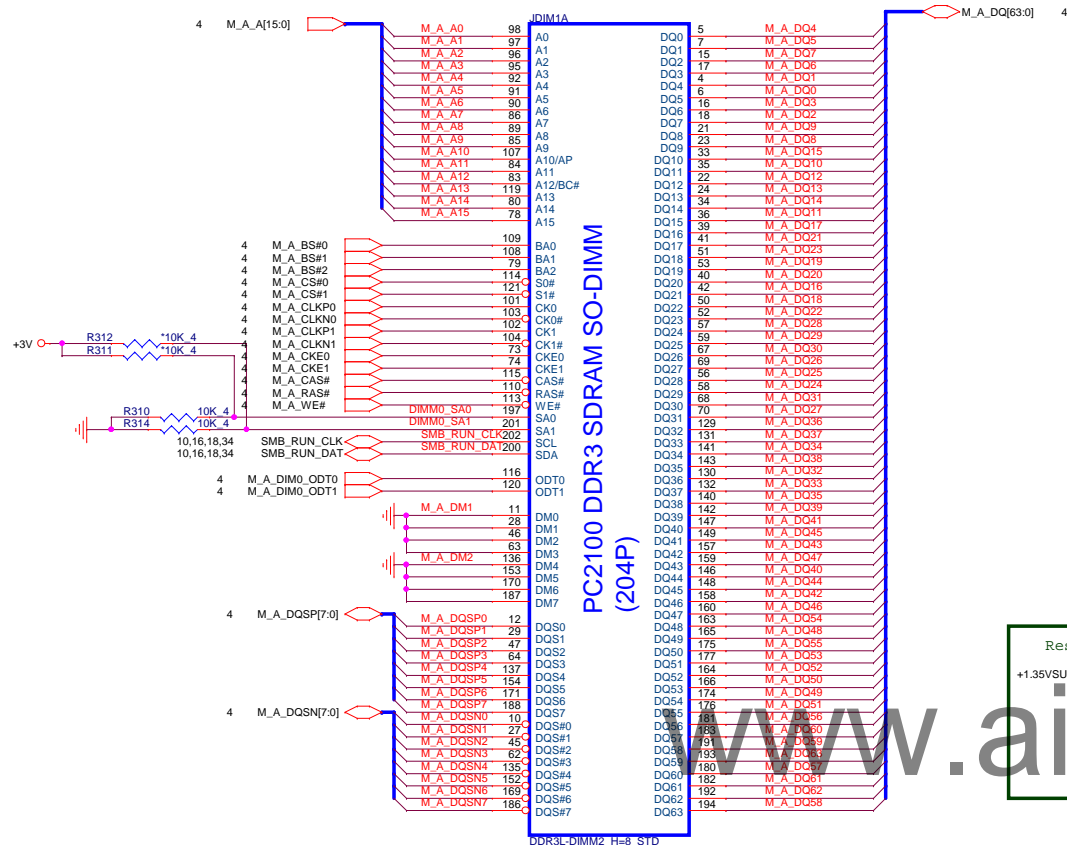 JDIM1A
4 M_A_A[15:0]
M_A_A0 98 A0
M_A_A1 97 A1
M_A_A2 96 A2
M_A_A3 95 A3
M_A_A4 92 A4
M_A_A5 91 A5
M_A_A6 90 A6
M_A_A7 86 A7
M_A_A8 89 A8
M_A_A9 85 A9
M_A_A10 107 A10/AP
M_A_A11 84 A11
M_A_A12 83 A12/BC#
M_A_A13 119 A13
M_A_A14 80 A14
M_A_A15 78 A15
4 M_A_BS#0 109 BA0
4 M_A_BS#1 108 BA1
4 M_A_BS#2 79 BA2
4 M_A_CS#0 114 S0#
4 M_A_CS#1 121 S1#
4 M_A_CLKP0 101 CK0
4 M_A_CLKN0 103 CK0#
4 M_A_CLKP1 102 CK1
4 M_A_CLKN1 104 CK1#
4 M_A_CKE0 73 CKE0
4 M_A_CKE1 74 CKE1
4 M_A_CAS# 115 CAS#
4 M_A_RAS# 110 RAS#
4 M_A_WE# 113 WE#
+3V
R312 *10K_4
R311 *10K_4
R310 10K_4 DIMM0_SA0 197 SA0
R314 10K_4 DIMM0_SA1 201 SA1
10,16,18,34 SMB_RUN_CLK SMB_RUN_CLK 202 SCL
10,16,18,34 SMB_RUN_DAT SMB_RUN_DAT 200 SDA
4 M_A_DIM0_ODT0 116 ODT0
4 M_A_DIM0_ODT1 120 ODT1
M_A_DM1 11 DM0
28 DM1
46 DM2
63 DM3
M_A_DM2 136 DM4
153 DM5
170 DM6
187 DM7
4 M_A_DQSP[7:0]
M_A_DQSP0 12 DQS0
M_A_DQSP1 29 DQS1
M_A_DQSP2 47 DQS2
M_A_DQSP3 64 DQS3
M_A_DQSP4 137 DQS4
M_A_DQSP5 154 DQS5
M_A_DQSP6 171 DQS6
M_A_DQSP7 188 DQS7
4 M_A_DQSN[7:0]
M_A_DQSN0 10 DQS#0
M_A_DQSN1 27 DQS#1
M_A_DQSN2 45 DQS#2
M_A_DQSN3 62 DQS#3
M_A_DQSN4 135 DQS#4
M_A_DQSN5 152 DQS#5
M_A_DQSN6 169 DQS#6
M_A_DQSN7 186 DQS#7
PC2100 DDR3 SDRAM SO-DIMM
(204P)
M_A_DQ[63:0] 4
DQ0 5 M_A_DQ4
DQ1 7 M_A_DQ5
DQ2 15 M_A_DQ7
DQ3 17 M_A_DQ6
DQ4 4 M_A_DQ1
DQ5 6 M_A_DQ0
DQ6 16 M_A_DQ3
DQ7 18 M_A_DQ2
DQ8 21 M_A_DQ9
DQ9 23 M_A_DQ8
DQ10 33 M_A_DQ15
DQ11 35 M_A_DQ10
DQ12 22 M_A_DQ12
DQ13 24 M_A_DQ13
DQ14 34 M_A_DQ14
DQ15 36 M_A_DQ11
DQ16 39 M_A_DQ17
DQ17 41 M_A_DQ21
DQ18 51 M_A_DQ23
DQ19 53 M_A_DQ19
DQ20 40 M_A_DQ20
DQ21 42 M_A_DQ16
DQ22 50 M_A_DQ18
DQ23 52 M_A_DQ22
DQ24 57 M_A_DQ28
DQ25 59 M_A_DQ29
DQ26 67 M_A_DQ30
DQ27 69 M_A_DQ26
DQ28 56 M_A_DQ25
DQ29 58 M_A_DQ24
DQ30 68 M_A_DQ31
DQ31 70 M_A_DQ27
DQ32 129 M_A_DQ36
DQ33 131 M_A_DQ37
DQ34 141 M_A_DQ34
DQ35 143 M_A_DQ38
DQ36 130 M_A_DQ32
DQ37 132 M_A_DQ33
DQ38 140 M_A_DQ35
DQ39 142 M_A_DQ39
DQ40 147 M_A_DQ41
DQ41 149 M_A_DQ45
DQ42 157 M_A_DQ43
DQ43 159 M_A_DQ47
DQ44 146 M_A_DQ40
DQ45 148 M_A_DQ44
DQ46 158 M_A_DQ42
DQ47 160 M_A_DQ46
DQ48 163 M_A_DQ54
DQ49 165 M_A_DQ48
DQ50 175 M_A_DQ55
DQ51 177 M_A_DQ53
DQ52 164 M_A_DQ52
DQ53 166 M_A_DQ50
DQ54 174 M_A_DQ49
DQ55 176 M_A_DQ51
DQ56 181 M_A_DQ56
DQ57 183 M_A_DQ60
DQ58 191 M_A_DQ59
DQ59 193 M_A_DQ63
DQ60 180 M_A_DQ57
DQ61 182 M_A_DQ61
DQ62 192 M_A_DQ62
DQ63 194 M_A_DQ58
DDR3L-DIMM2_H=8_STD
Res
+1.35VSU
www.ai